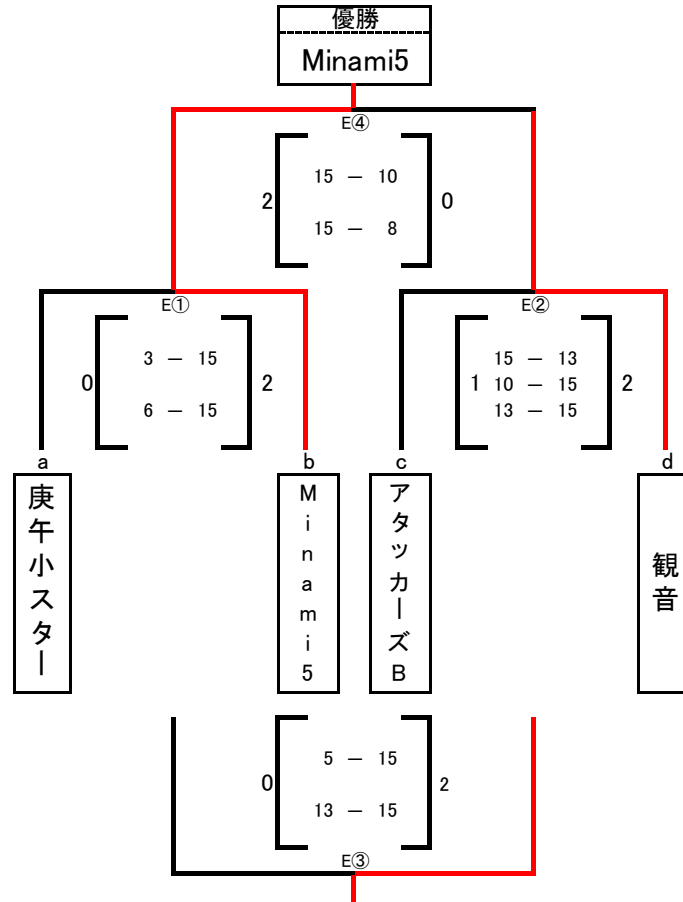 優勝
Minami5
E④
2
15 － 10
15 － 8
0
E①
0
3 － 15
6 － 15
2
E②
1
15 － 13
10 － 15
13 － 15
2
a
b
c
d
庚午小スター
Minami5
アタッカーズB
観音
0
5 － 15
13 － 15
2
E③